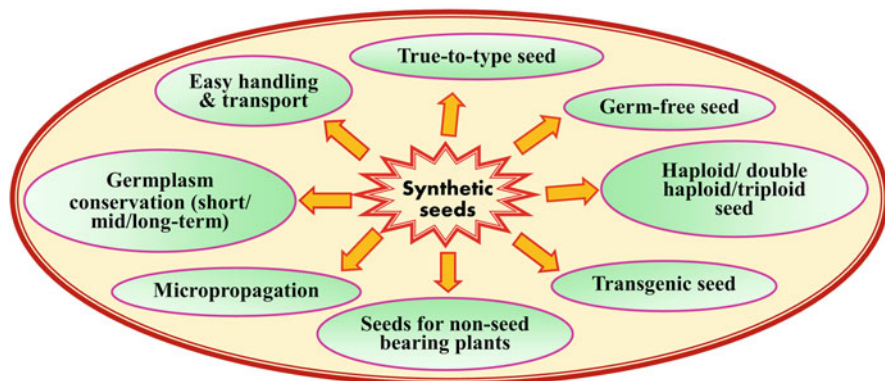 True-to-type seed
Easy handling
& transport
Germ-free seed
Synthetic
seeds
Haploid/ double
haploid/triploid
seed
Germplasm
conservation (short/
mid/long-term)
Micropropagation
Transgenic seed
Seeds for non-seed
bearing plants